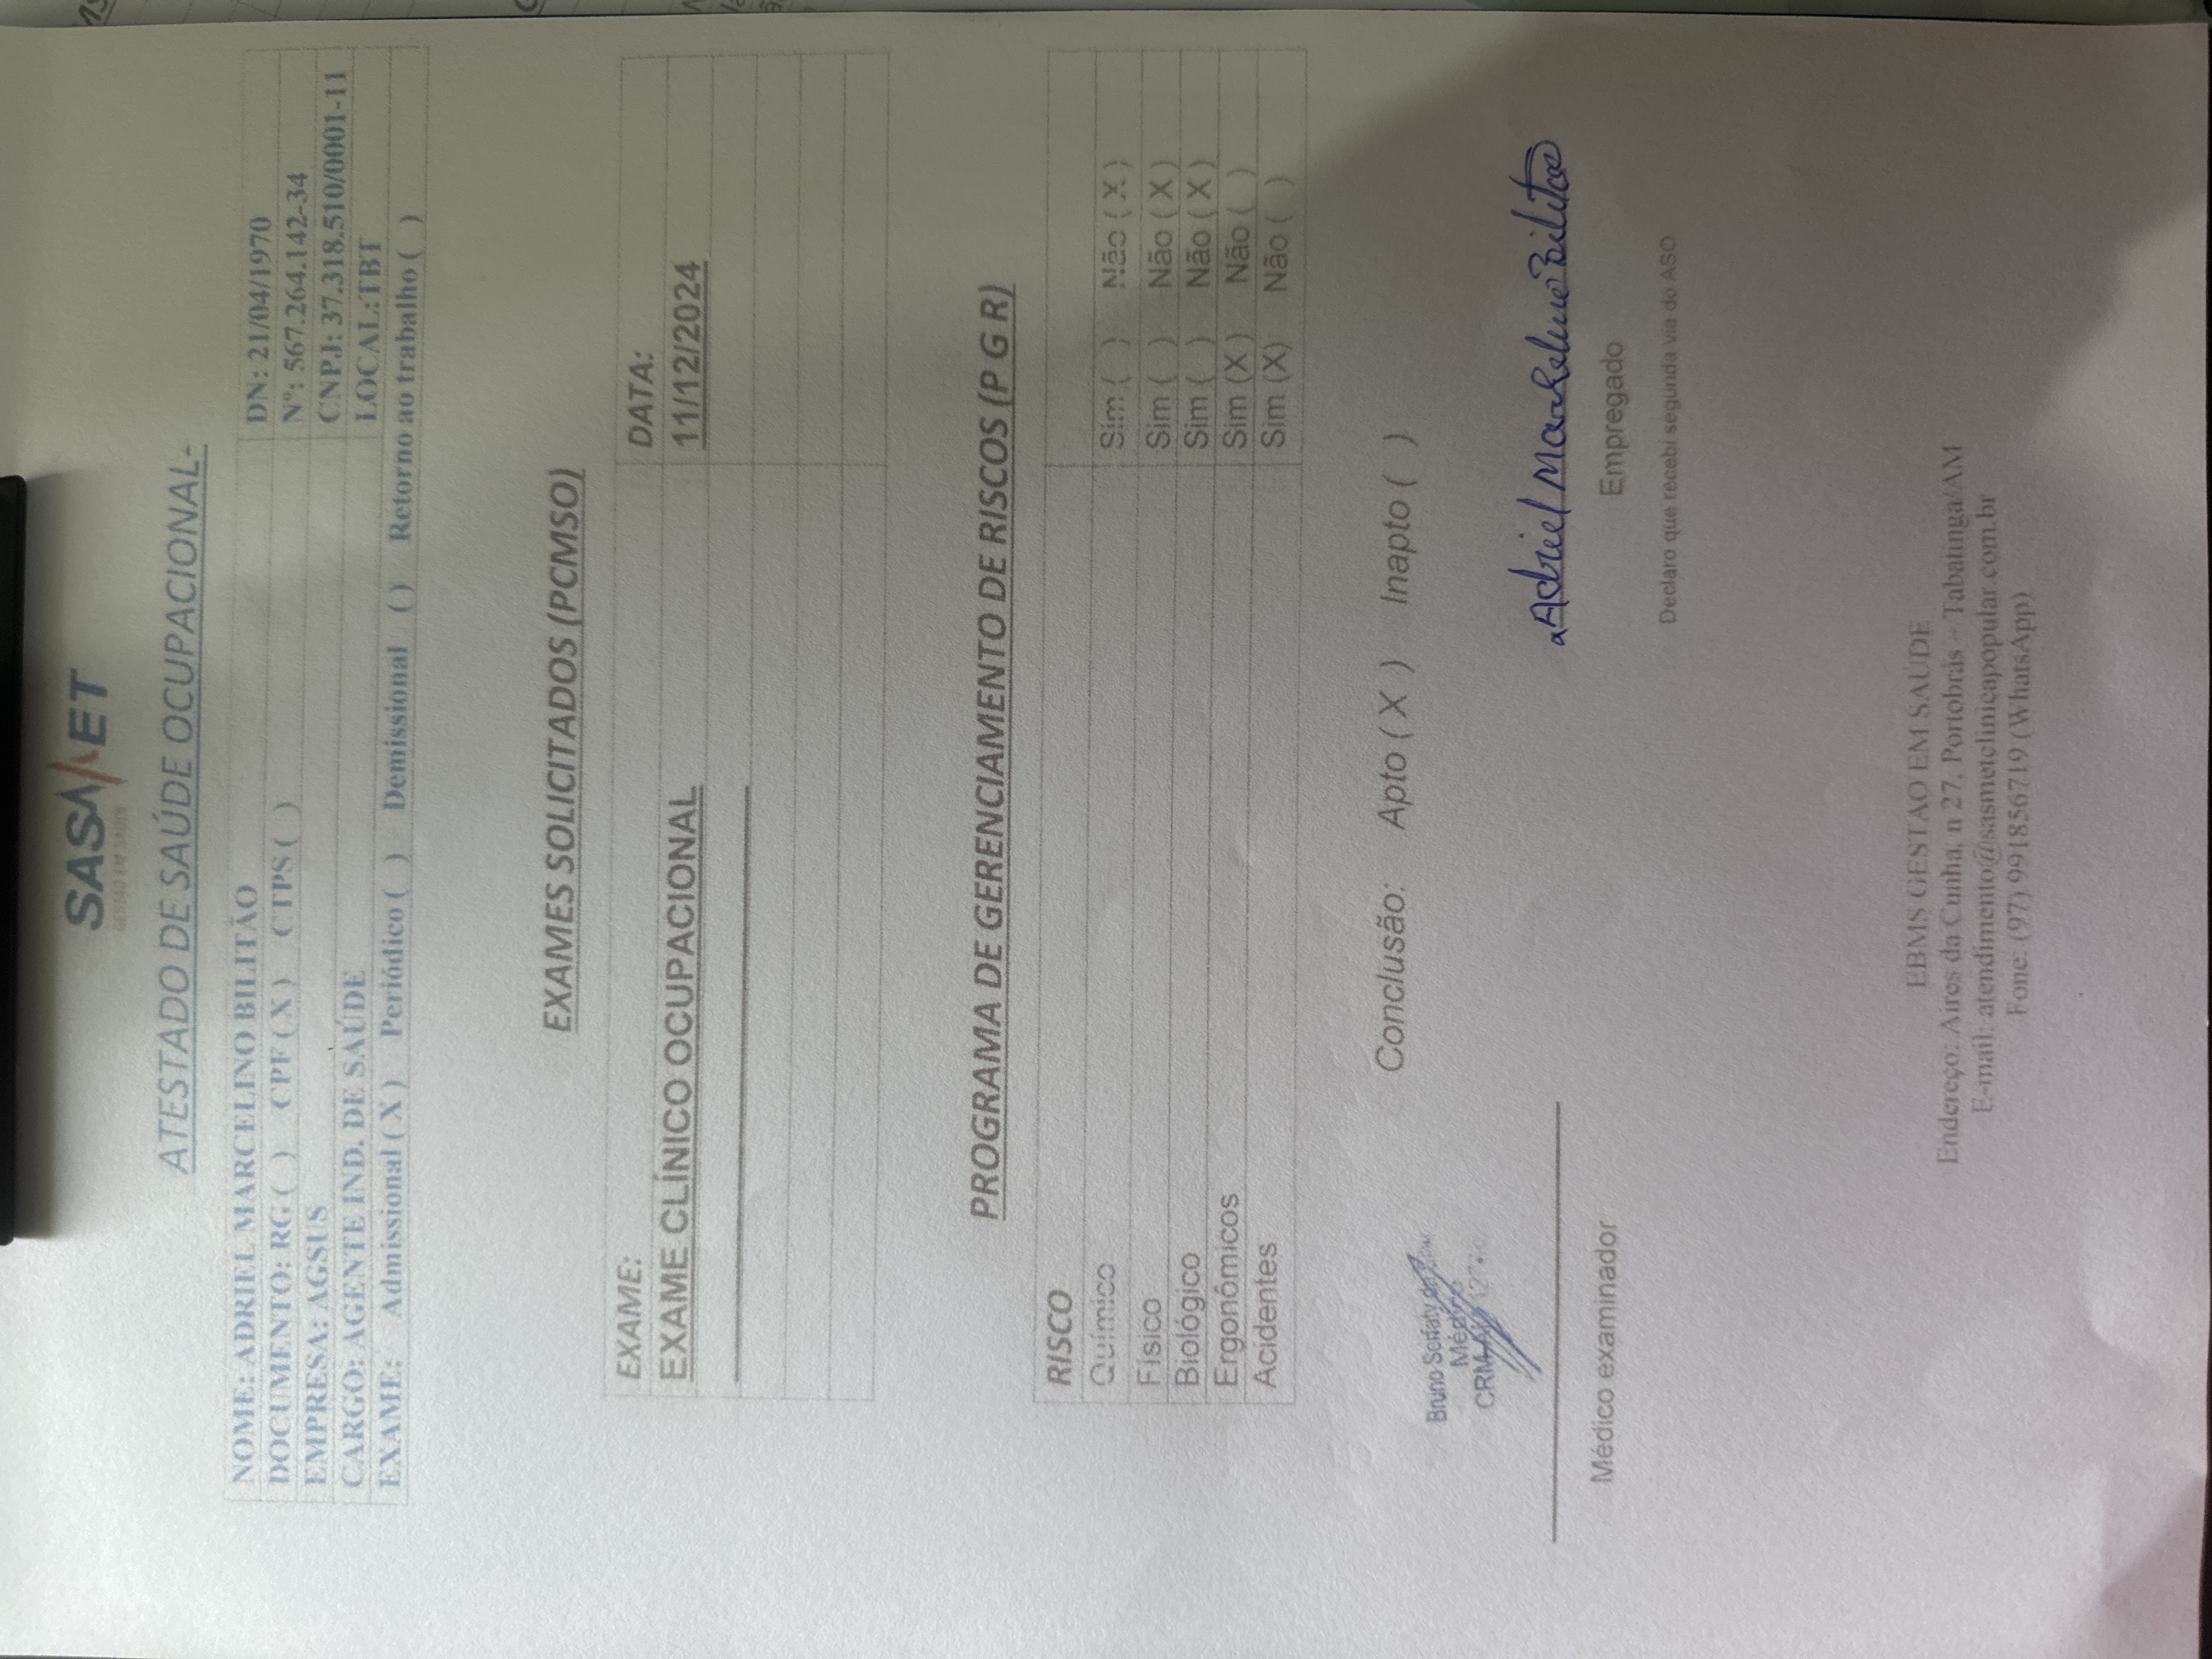 SASMET
GESTÃO EM SAÚDE
ATESTADO DE SAÚDE OCUPACIONAL-
NOME: ADRIEL MARCELINO BILITÃO DN: 21/04/1970
DOCUMENTO: RG ( ) CPF ( X ) CTPS ( ) Nº: 567.264.142-34
EMPRESA: AGSUS CNPJ: 37.318.510/0001-11
CARGO: AGENTE IND. DE SAÚDE LOCAL:TBT
EXAME: Admissional ( X ) Periódico ( ) Demissional ( ) Retorno ao trabalho ( )
EXAMES SOLICITADOS (PCMSO)
EXAME: DATA:
EXAME CLÍNICO OCUPACIONAL 11/12/2024
PROGRAMA DE GERENCIAMENTO DE RISCOS (P G R)
RISCO
Químico Sim ( ) Não ( X )
Físico Sim ( ) Não ( X )
Biológico Sim ( ) Não ( X )
Ergonômicos Sim (X ) Não ( )
Acidentes Sim (X) Não ( )
Conclusão: Apto ( X ) Inapto ( )
Bruno Serfaty da
Médico
CRM
Adriel Marcelino Bilitão
Médico examinador
Empregado
Declaro que recebi segunda via do ASO
EBMS GESTAO EM SAUDE
Endereço: Aires da Cunha, n 27, Portobrás – Tabatinga/AM
E-mail: atendimento@sasmetclinicapopular.com.br
Fone: (97) 991856719 (WhatsApp)